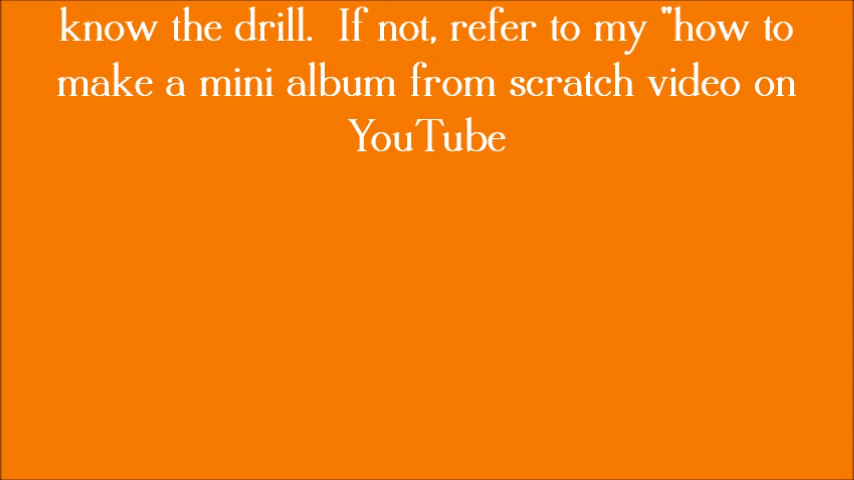 know the drill.  If not, refer to my "how to
make a mini album from scratch video on
YouTube